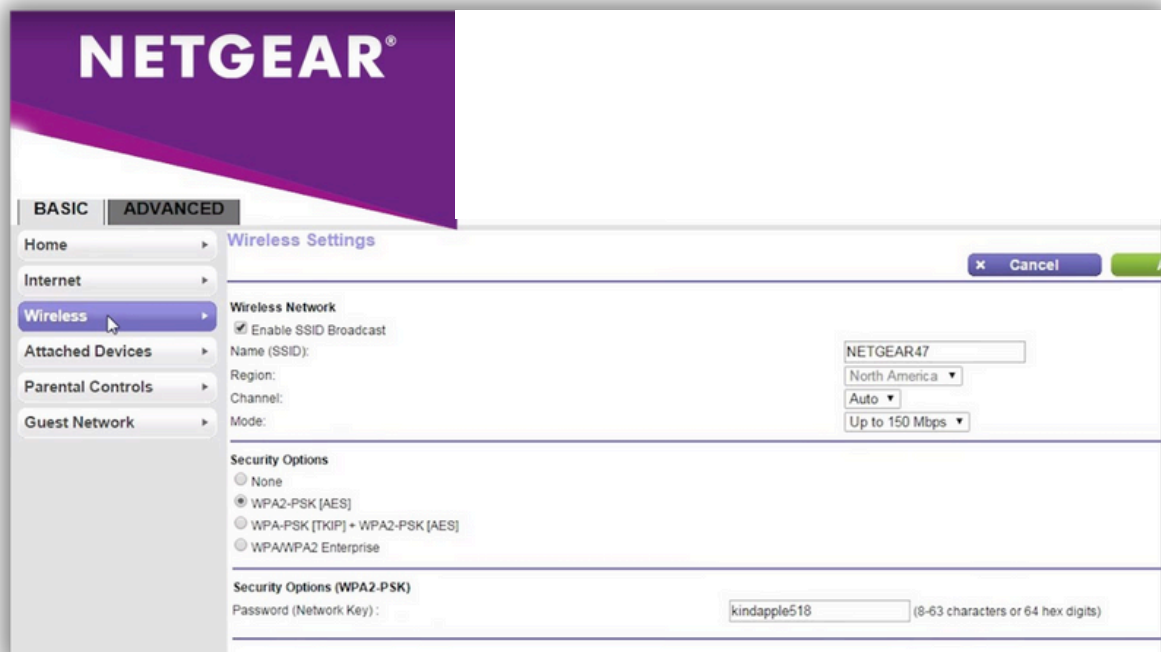 NETGEAR®
BASIC ADVANCED
Home
Internet
Wireless
Attached Devices
Parental Controls
Guest Network
Wireless Settings
x Cancel
Wireless Network
Enable SSID Broadcast
Name (SSID): NETGEAR47
Region: North America
Channel: Auto
Mode: Up to 150 Mbps
Security Options
None
WPA2-PSK [AES]
WPA-PSK [TKIP] + WPA2-PSK [AES]
WPA/WPA2 Enterprise
Security Options (WPA2-PSK)
Password (Network Key) : kindapple518 (8-63 characters or 64 hex digits)